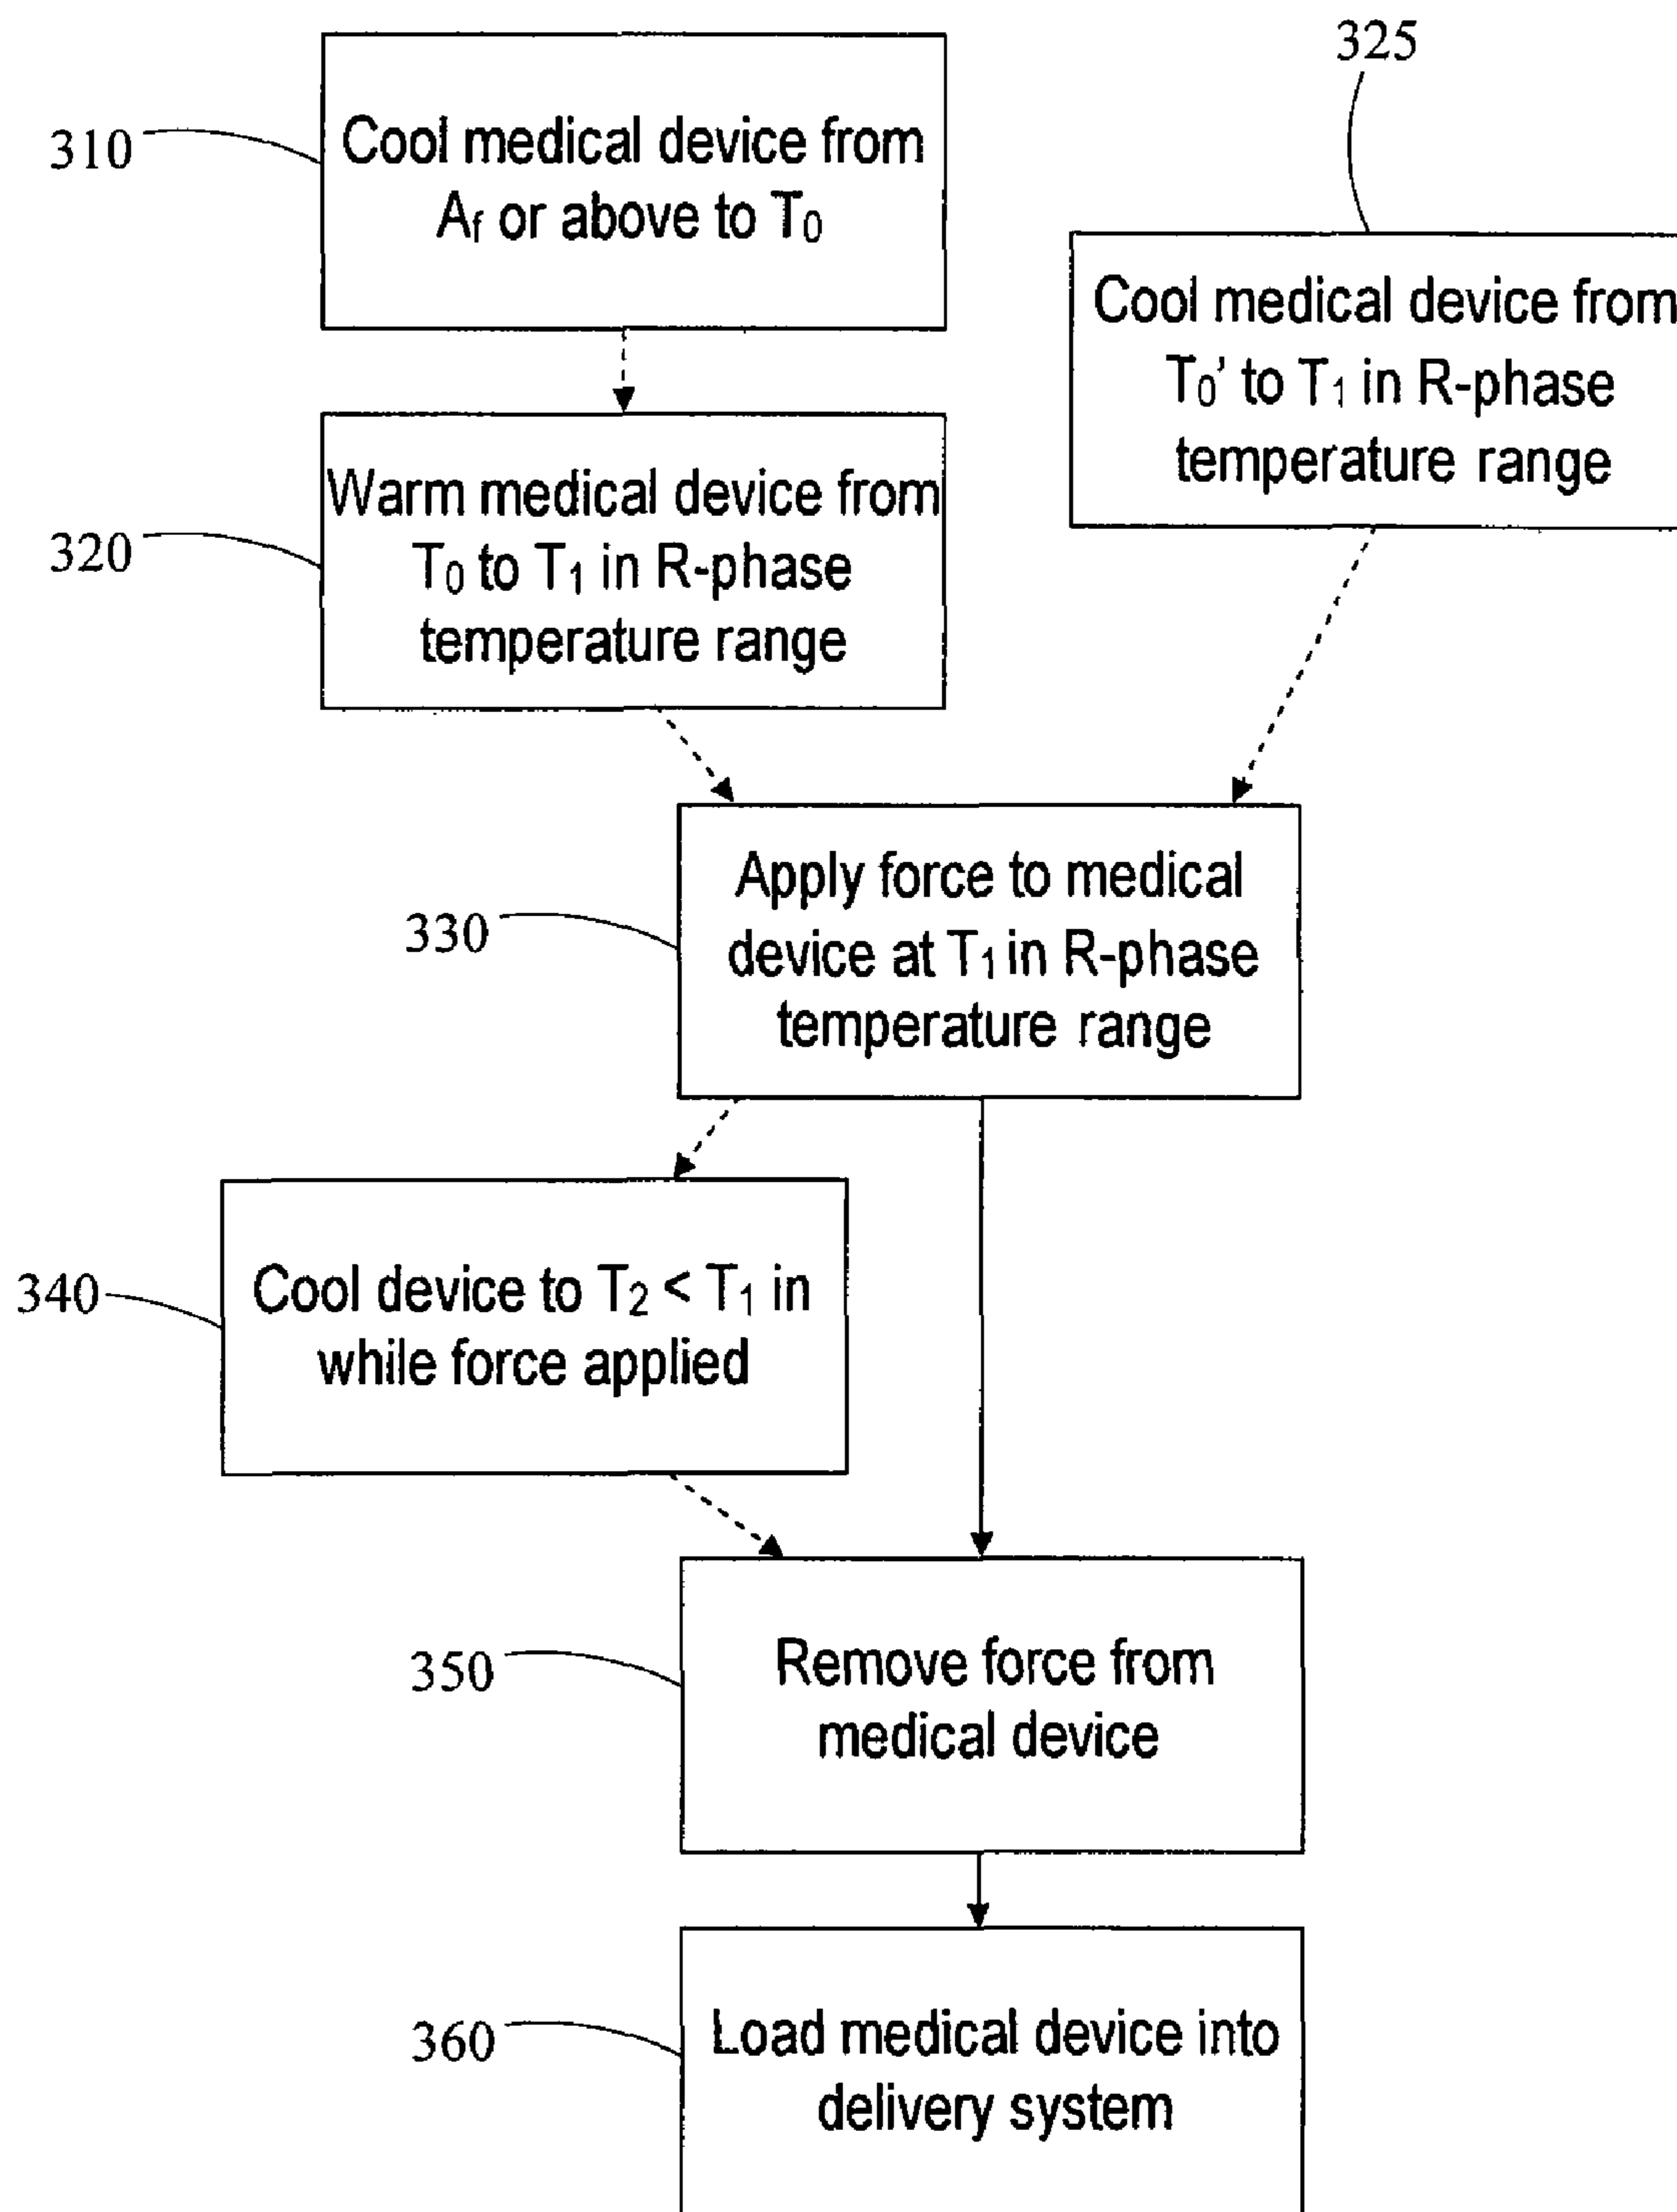 310
Cool medical device from
Af or above to T0
325
Cool medical device from
T0' to T1 in R-phase
temperature range
320
Warm medical device from
T0 to T1 in R-phase
temperature range
330
Apply force to medical
device at T1 in R-phase
temperature range
340
Cool device to T2 < T1 in
while force applied
350
Remove force from
medical device
360
Load medical device into
delivery system